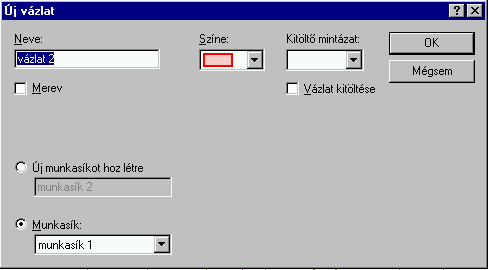 Új vázlat
Neve: Színe: Kitöltő mintázat:
vázlat 2
OK
Mégsem
Merev Vázlat kitöltése
Új munkasíkot hoz létre
munkasík 2
Munkasík:
munkasík 1